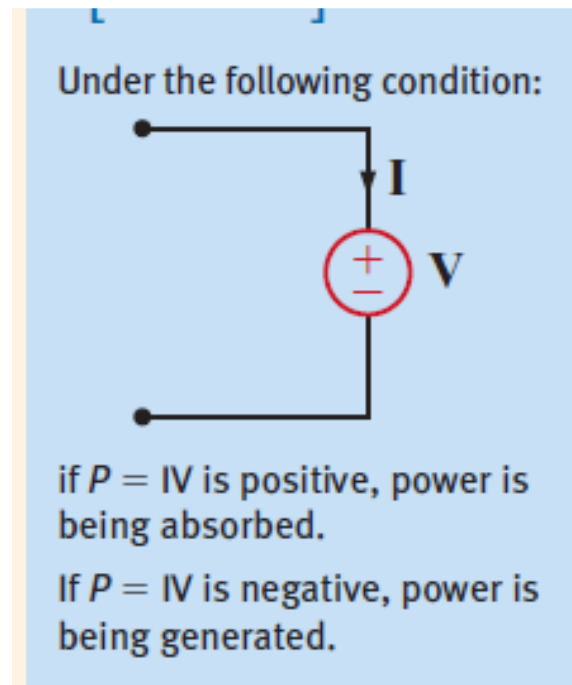 Under the following condition:
I
+
−
V
if P = IV is positive, power is
being absorbed.
If P = IV is negative, power is
being generated.